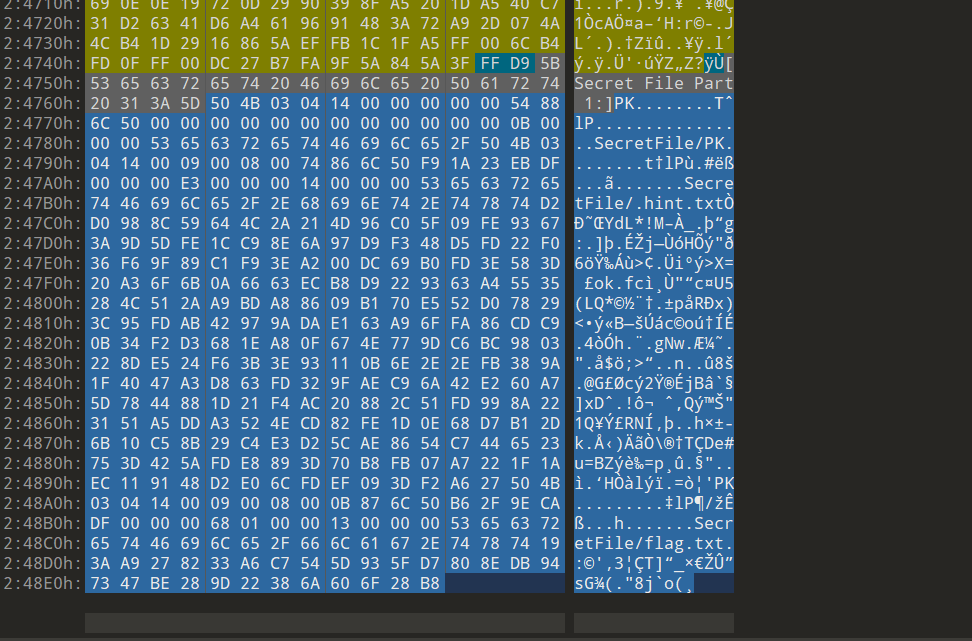 2:4710h: 69 0E 0E 19 72 0D 29 90 39 8F A5 20 1D A5 40 C7 i...r.).9.¥ .¥@Ç
2:4720h: 31 D2 63 41 D6 A4 61 96 91 48 3A 72 A9 2D 07 4A 1ÒcAÖ¤a–‘H:r©-.J
2:4730h: 4C B4 1D 29 16 86 5A EF FB 1C 1F A5 FF 00 6C B4 L´.).†Zïû..¥ÿ.l´
2:4740h: FD 0F FF 00 DC 27 B7 FA 9F 5A 84 5A 3F FF D9 5B ý.ÿ.Ü'·úŸZ„Z?ÿÙ[
2:4750h: 53 65 63 72 65 74 20 46 69 6C 65 20 50 61 72 74 Secret File Part
2:4760h: 20 31 3A 5D 50 4B 03 04 14 00 00 00 00 00 54 88 1:]PK........Tˆ
2:4770h: 6C 50 00 00 00 00 00 00 00 00 00 00 00 00 0B 00 lP..............
2:4780h: 00 00 53 65 63 72 65 74 46 69 6C 65 2F 50 4B 03 ..SecretFile/PK.
2:4790h: 04 14 00 09 00 08 00 74 86 6C 50 F9 1A 23 EB DF .......t†lPù.#ëß
2:47A0h: 00 00 00 E3 00 00 00 14 00 00 00 53 65 63 72 65 ...ã.......Secre
2:47B0h: 74 46 69 6C 65 2F 2E 68 69 6E 74 2E 74 78 74 D2 tFile/.hint.txtÒ
2:47C0h: D0 98 8C 59 64 4C 2A 21 4D 96 C0 5F 09 FE 93 67 Ð˜ŒYdL*!M–À_.þ“g
2:47D0h: 3A 9D 5D FE 1C C9 8E 6A 97 D9 F3 48 D5 FD 22 F0 :.]þ.ÉŽj—ÙóHÕý"ð
2:47E0h: 36 F6 9F 89 C1 F9 3E A2 00 DC 69 B0 FD 3E 58 3D 6öŸ‰Áù>¢.Üi°ý>X=
2:47F0h: 20 A3 6F 6B 0A 66 63 EC B8 D9 22 93 63 A4 55 35 £ok.fcì¸Ù"“c¤U5
2:4800h: 28 4C 51 2A A9 BD A8 86 09 B1 70 E5 52 D0 78 29 (LQ*©½¨†.±påRÐx)
2:4810h: 3C 95 FD AB 42 97 9A DA E1 63 A9 6F FA 86 CD C9 <•ý«B—šÚác©oú†ÍÉ
2:4820h: 0B 34 F2 D3 68 1E A8 0F 67 4E 77 9D C6 BC 98 03 .4òÓh.¨.gNw.Æ¼˜.
2:4830h: 22 8D E5 24 F6 3B 3E 93 11 0B 6E 2E 2E FB 38 9A ".å$ö;>“..n..û8š
2:4840h: 1F 40 47 A3 D8 63 FD 32 9F AE C9 6A 42 E2 60 A7 .@G£Øcý2Ÿ®ÉjBâ`§
2:4850h: 5D 78 44 88 1D 21 F4 AC 20 88 2C 51 FD 99 8A 22 ]xDˆ.!ô¬ ˆ,Qý™Š"
2:4860h: 31 51 A5 DD A3 52 4E CD 82 FE 1D 0E 68 D7 B1 2D 1Q¥Ý£RNÍ‚þ..h×±-
2:4870h: 6B 10 C5 8B 29 C4 E3 D2 5C AE 86 54 C7 44 65 23 k.Å‹)ÄãÒ\®†TÇDe#
2:4880h: 75 3D 42 5A FD E8 89 3D 70 B8 FB 07 A7 22 1F 1A u=BZýè‰=p¸û.§"..
2:4890h: EC 11 91 48 D2 E0 6C FD EF 09 3D F2 A6 27 50 4B ì.‘HÒàlýï.=ò¦'PK
2:48A0h: 03 04 14 00 09 00 08 00 0B 87 6C 50 B6 2F 9E CA .........‡lP¶/žÊ
2:48B0h: DF 00 00 00 68 01 00 00 13 00 00 00 53 65 63 72 ß...h.......Secr
2:48C0h: 65 74 46 69 6C 65 2F 66 6C 61 67 2E 74 78 74 19 etFile/flag.txt.
2:48D0h: 3A A9 27 82 33 A6 C7 54 5D 93 5F D7 80 8E DB 94 :©'‚3¦ÇT]“_×€ŽÛ”
2:48E0h: 73 47 BE 28 9D 22 38 6A 60 6F 28 B8 sG¾(."8j`o(¸